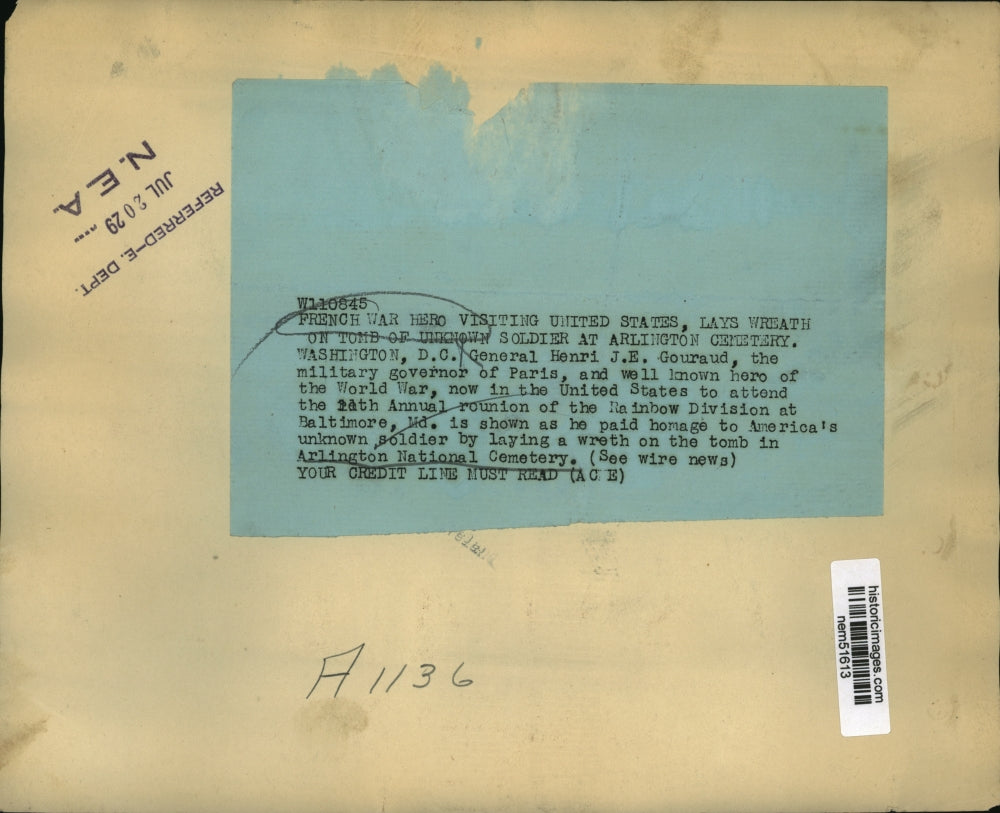 N.E.A.
JUL 20 29
REFERRED-E. DEPT.
W110845
FRENCH WAR HERO VISITING UNITED STATES, LAYS WREATH
ON TOMB OF UNKNOWN SOLDIER AT ARLINGTON CEMETERY.
WASHINGTON, D.C. General Henri J.E. Gouraud, the
military governor of Paris, and well known hero of
the World War, now in the United States to attend
the Annual rounion of the Rainbow Division at
Baltimore, Md. is shown as he paid homage to America's
unknown soldier by laying a wreth on the tomb in
Arlington National Cemetery. (See wire news)
YOUR CREDIT LINE MUST READ (ACME)
A1136
historicimages.com
nem51613